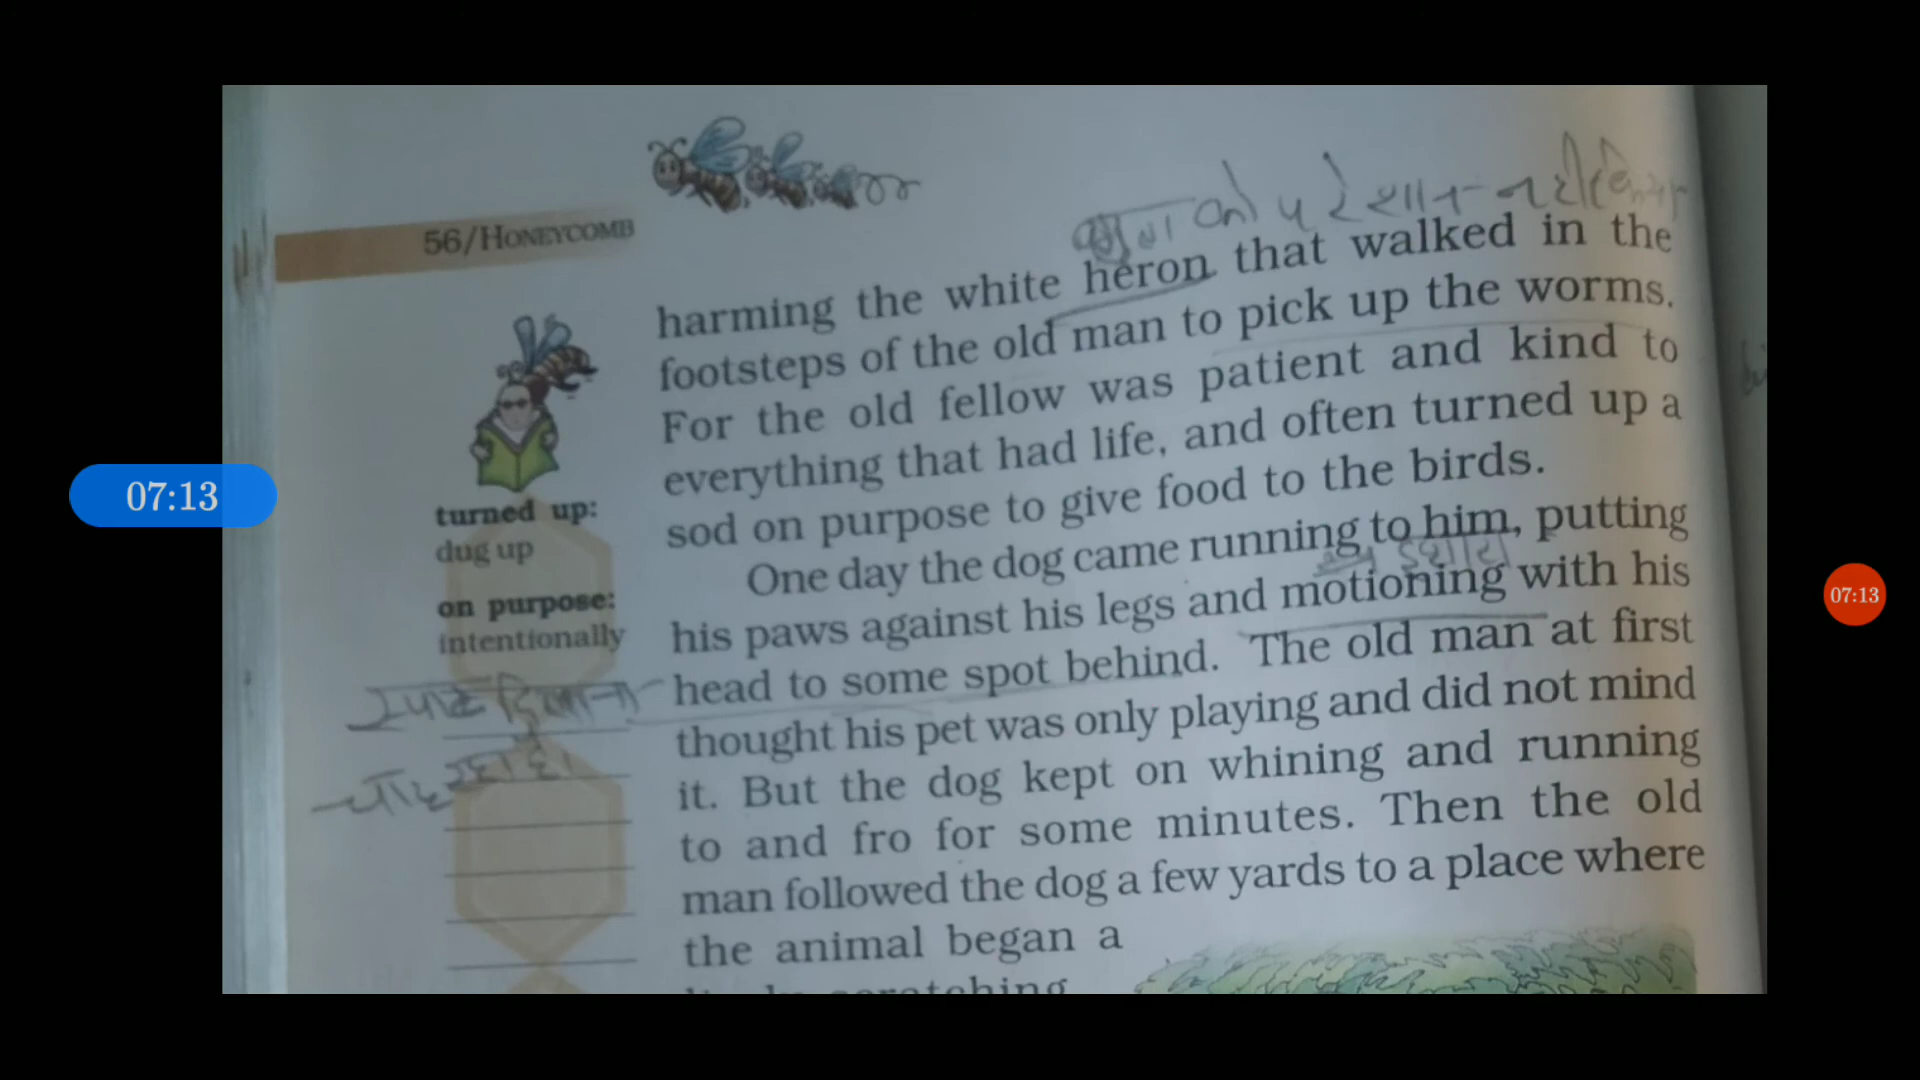 56/HONEYCOMB
harming the white heron that walked in the
footsteps of the old man to pick up the worms.
For the old fellow was patient and kind to
everything that had life, and often turned up a
sod on purpose to give food to the birds.
One day the dog came running to him, putting
his paws against his legs and motioning with his
head to some spot behind. The old man at first
thought his pet was only playing and did not mind
it. But the dog kept on whining and running
to and fro for some minutes. Then the old
man followed the dog a few yards to a place where
the animal began a
turned up:
dug up
on purpose:
intentionally
07:13
07:13